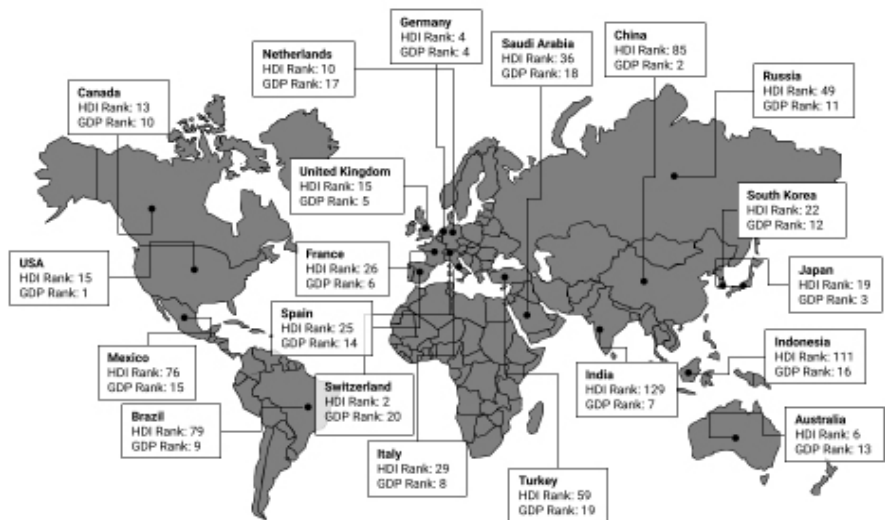 Germany
HDI Rank: 4
GDP Rank: 4
China
HDI Rank: 85
GDP Rank: 2
Saudi Arabia
HDI Rank: 36
GDP Rank: 18
Netherlands
HDI Rank: 10
GDP Rank: 17
Russia
HDI Rank: 49
GDP Rank: 11
Canada
HDI Rank: 13
GDP Rank: 10
United Kingdom
HDI Rank: 15
GDP Rank: 5
South Korea
HDI Rank: 22
GDP Rank: 12
France
HDI Rank: 26
GDP Rank: 6
USA
HDI Rank: 15
GDP Rank: 1
Japan
HDI Rank: 19
GDP Rank: 3
Spain
HDI Rank: 25
GDP Rank: 14
Indonesia
HDI Rank: 111
GDP Rank: 16
Mexico
HDI Rank: 76
GDP Rank: 15
India
HDI Rank: 129
GDP Rank: 7
Switzerland
HDI Rank: 2
GDP Rank: 20
Brazil
HDI Rank: 79
GDP Rank: 9
Australia
HDI Rank: 6
GDP Rank: 13
Italy
HDI Rank: 29
GDP Rank: 8
Turkey
HDI Rank: 59
GDP Rank: 19